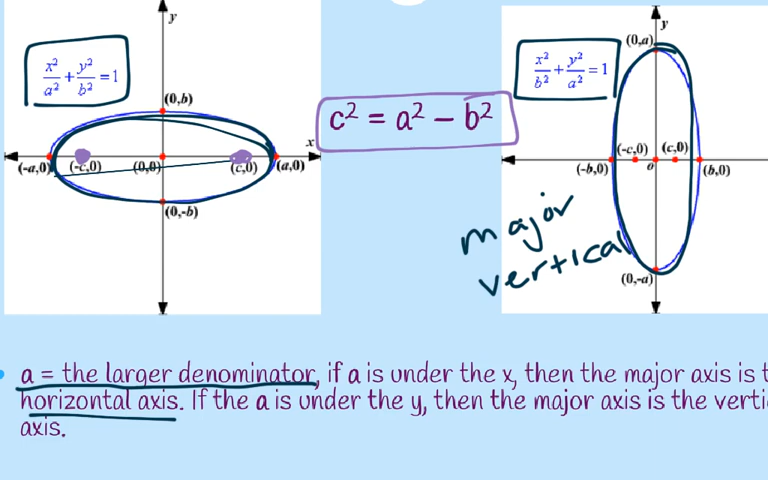 y
x²/a² + y²/b² = 1
(0,b)
x
(-a,0)
(-c,0)
(0,0)
(c,0)
(a,0)
(0,-b)
c² = a² − b²
y
(0,a)
x²/b² + y²/a² = 1
(-c,0)
(c,0)
(-b,0)
o
(b,0)
(0,-a)
major
vertical
a = the larger denominator, if a is under the x, then the major axis is
horizontal axis. If the a is under the y, then the major axis is the
axis.